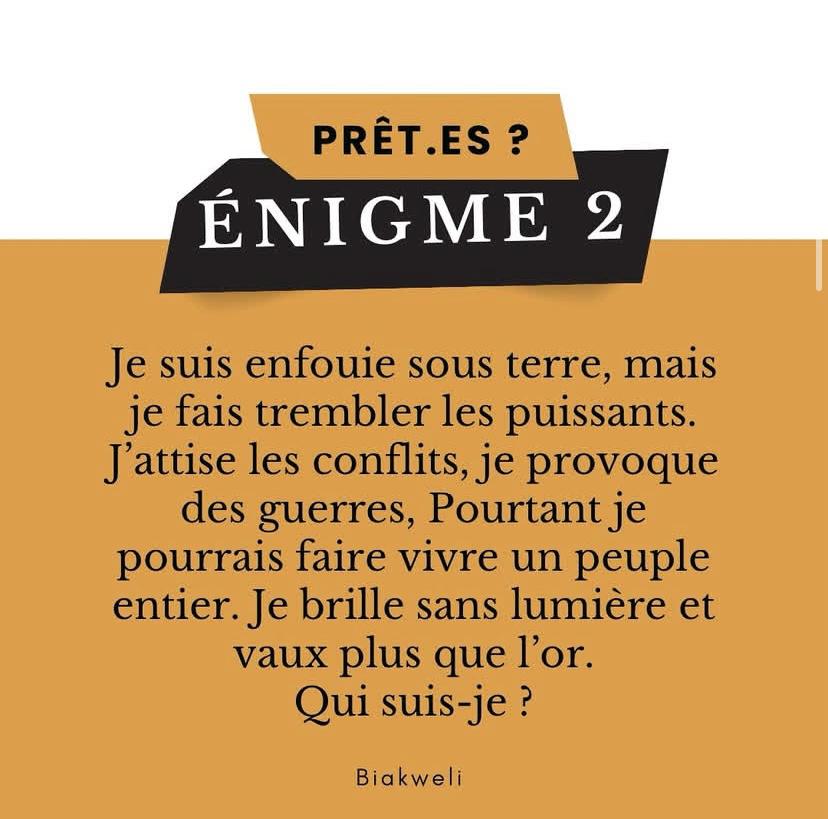 PRÊT.ES ?
ÉNIGME 2
Je suis enfouie sous terre, mais
je fais trembler les puissants.
J’attise les conflits, je provoque
des guerres, Pourtant je
pourrais faire vivre un peuple
entier. Je brille sans lumière et
vaux plus que l’or.
Qui suis-je ?
Biakweli